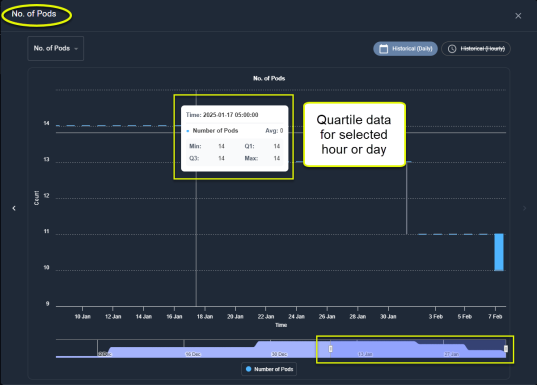 No. of Pods
No. of Pods
Historical (Daily)
Historical (Hourly)
No. of Pods
Time: 2025-01-17 05:00:00
Number of Pods Avg: 0
Min: 14 Q1: 14
Q3: 14 Max: 14
Quartile data
for selected
hour or day
Count
14
13
12
11
10
9
10 Jan 12 Jan 14 Jan 16 Jan 18 Jan 20 Jan 22 Jan 24 Jan 26 Jan 28 Jan 30 Jan 3 Feb 5 Feb 7 Feb
Time
16 Dec 30 Dec 13 Jan 27 Jan
Number of Pods